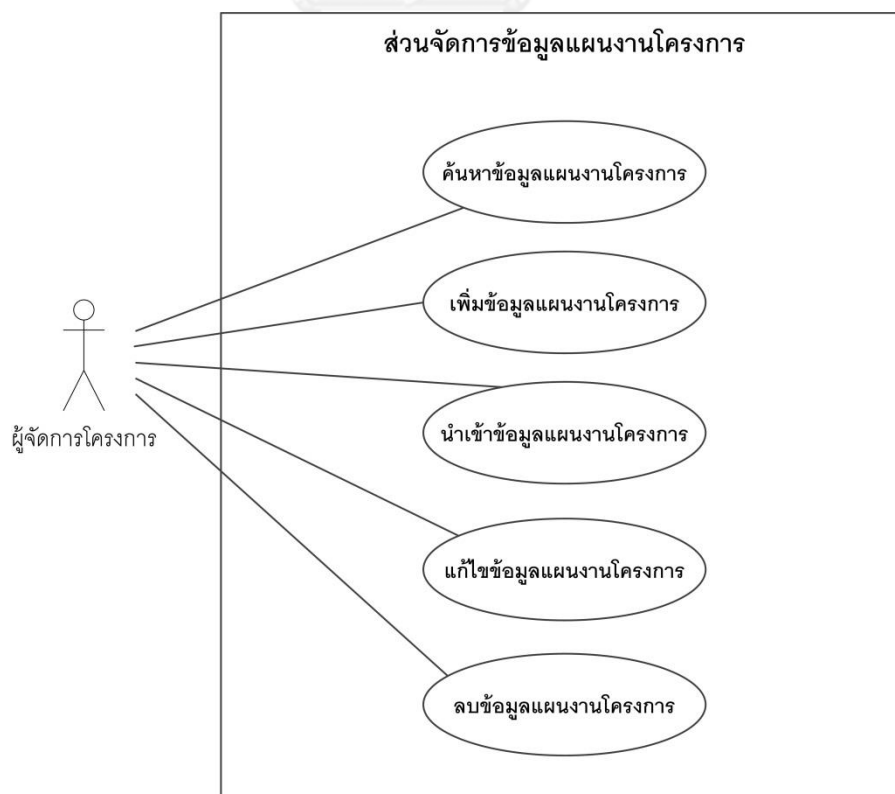 ส่วนจัดการข้อมูลแผนงานโครงการ
ค้นหาข้อมูลแผนงานโครงการ
เพิ่มข้อมูลแผนงานโครงการ
นำเข้าข้อมูลแผนงานโครงการ
ผู้จัดการโครงการ
แก้ไขข้อมูลแผนงานโครงการ
ลบข้อมูลแผนงานโครงการ